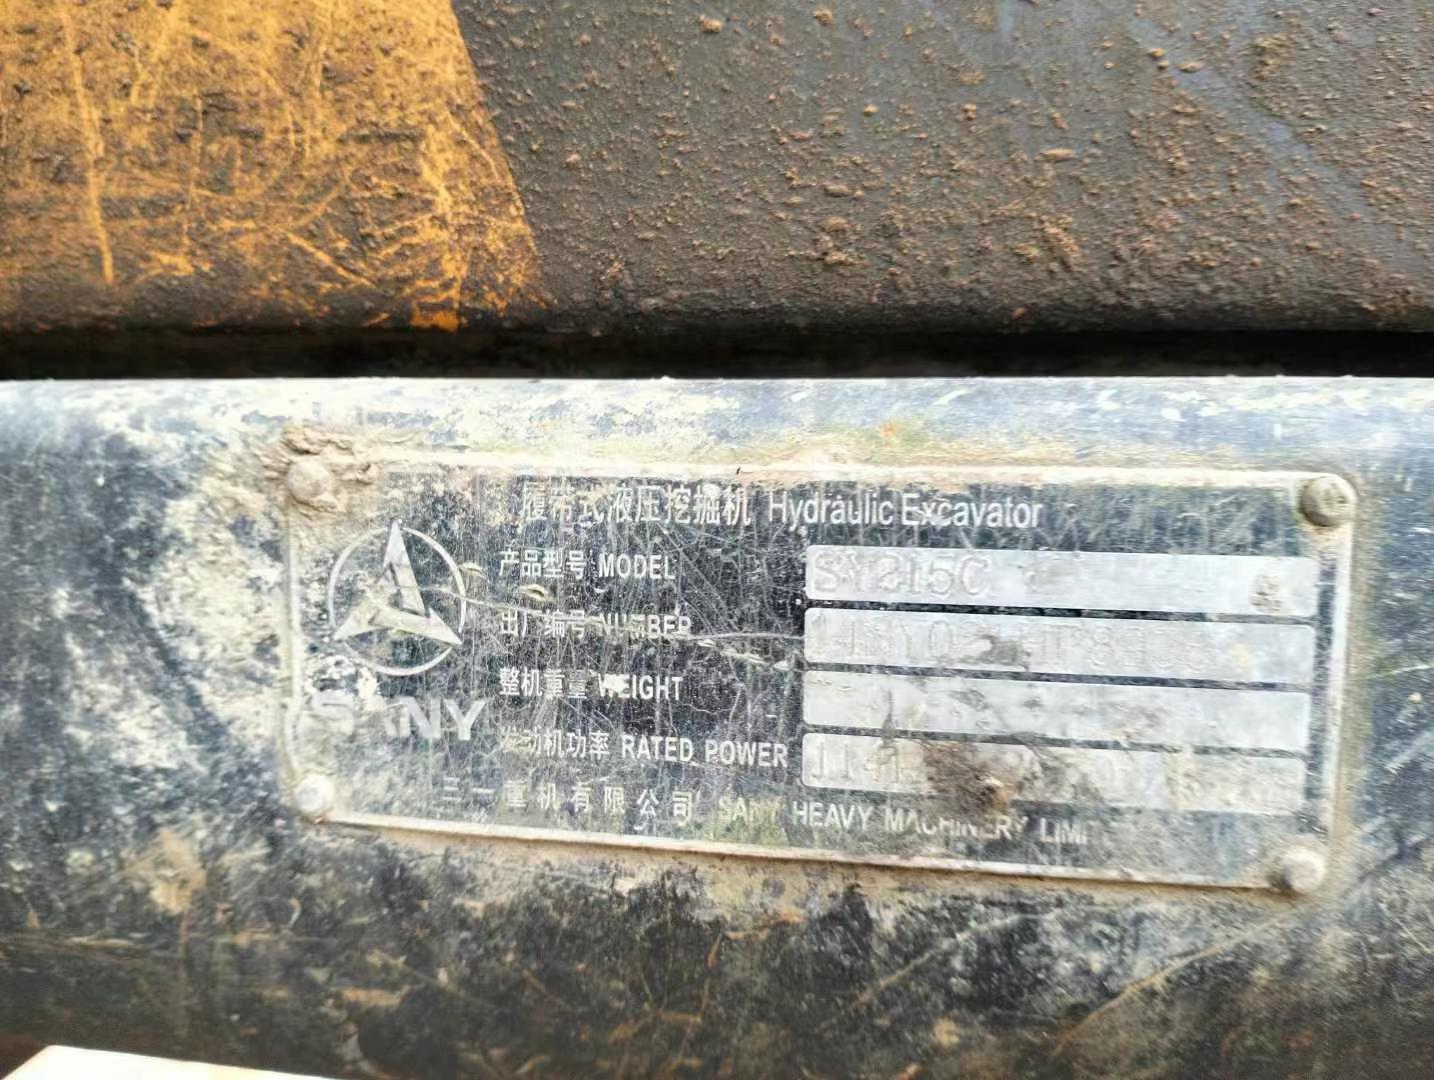 履带式液压挖掘机 Hydraulic Excavator
产品型号 MODEL SY215C
出厂编号 NUMBER
整机重量 WEIGHT
发动机功率 RATED POWER
SANY
三一重机有限公司 SANY HEAVY MACHINERY